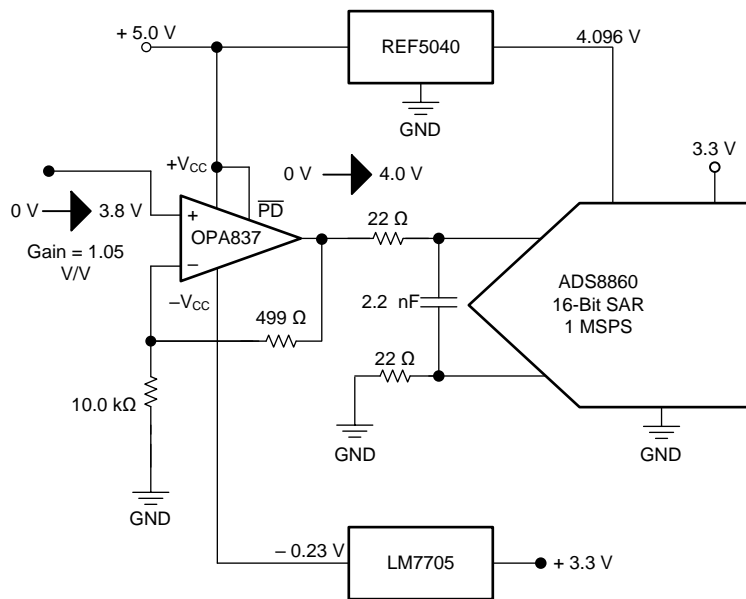 + 5.0 V
REF5040
4.096 V
GND
3.3 V
+VCC
0 V
4.0 V
PD
0 V
3.8 V
+
OPA837
22 Ω
Gain = 1.05
V/V
–
ADS8860
16-Bit SAR
1 MSPS
–VCC
2.2 nF
499 Ω
22 Ω
10.0 kΩ
GND
GND
GND
– 0.23 V
LM7705
+ 3.3 V